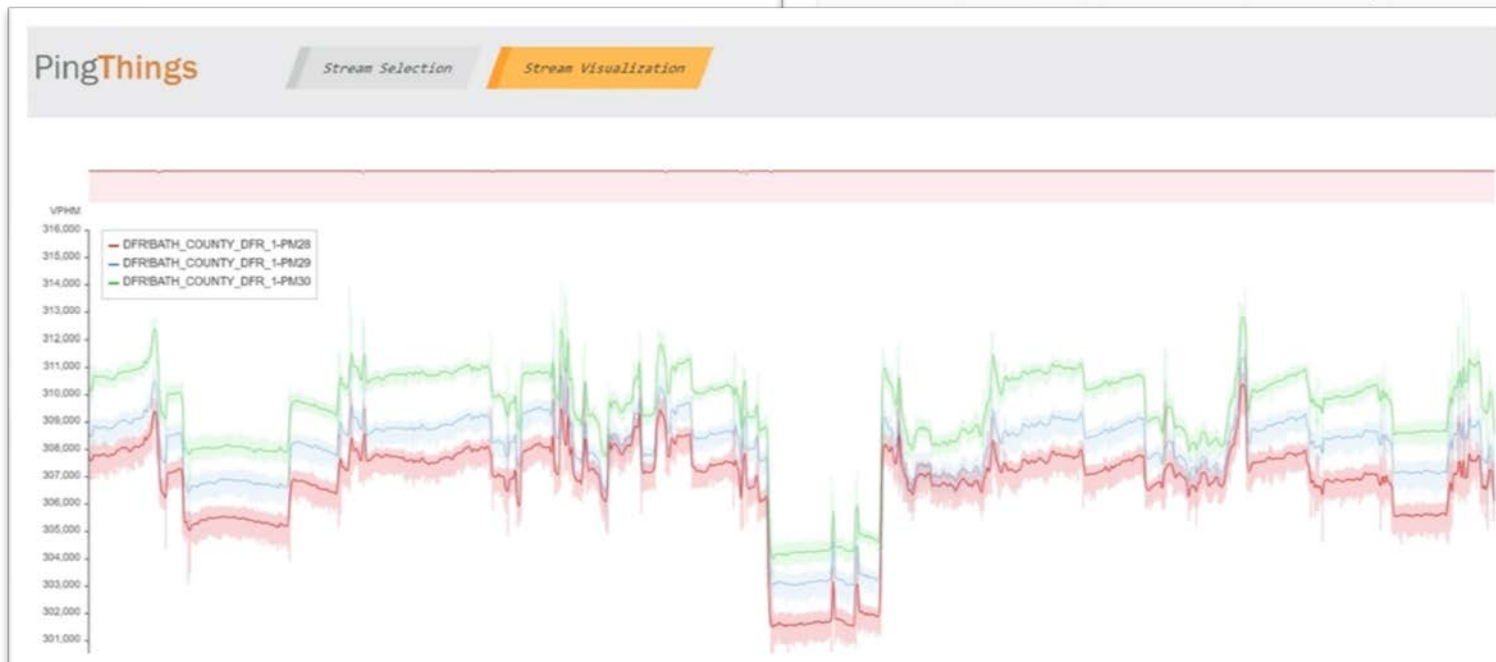 PingThings
Stream Selection
Stream Visualization
VPHM
316,000
315,000
314,000
313,000
312,000
311,000
310,000
309,000
308,000
307,000
306,000
305,000
304,000
303,000
302,000
301,000
DFR!BATH_COUNTY_DFR_1-PM28
DFR!BATH_COUNTY_DFR_1-PM29
DFR!BATH_COUNTY_DFR_1-PM30